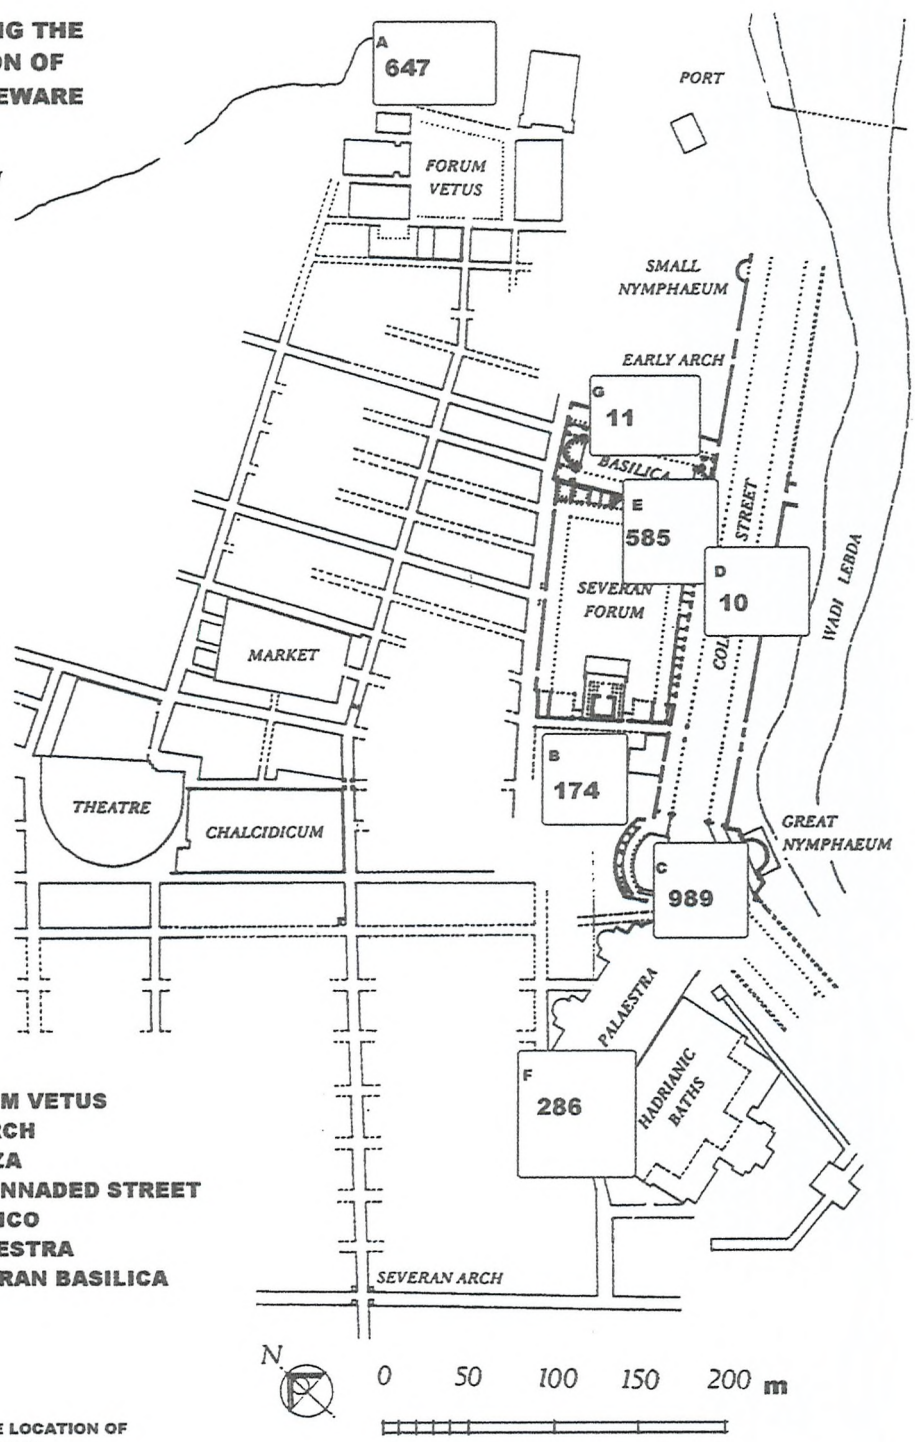 NG THE
ON OF
EWARE
A
647
PORT
FORUM
VETUS
SMALL
NYMPHAEUM
EARLY ARCH
G
11
BASILICA
E
585
STREET
D
10
SEVERAN
FORUM
COL
WADI LEBDA
MARKET
B
174
THEATRE
CHALCIDICUM
GREAT
NYMPHAEUM
C
989
PALAESTRA
HADRIANIC
BATHS
F
286
M VETUS
RCH
ZA
NNADED STREET
ICO
ESTRA
RAN BASILICA
SEVERAN ARCH
N
0 50 100 150 200 m
E LOCATION OF